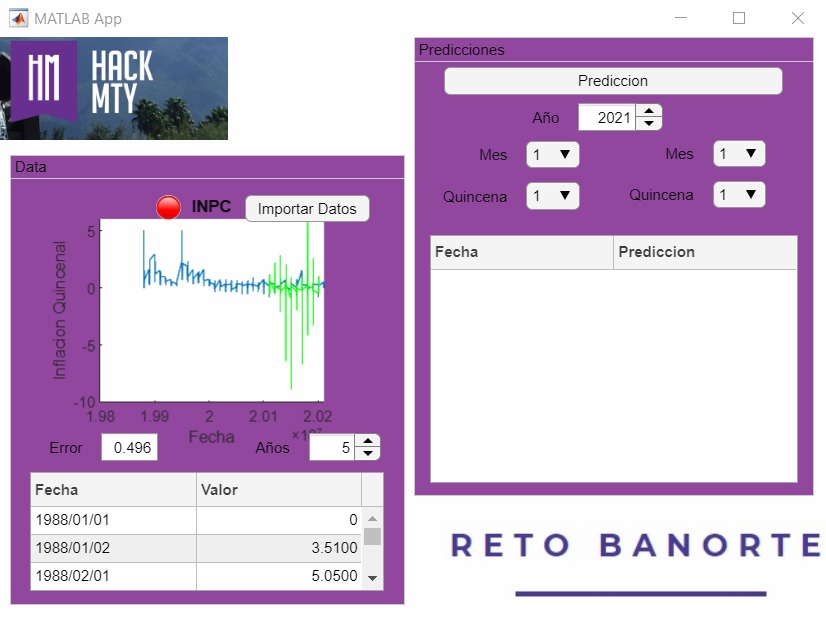 MATLAB App
HM
HACK
MTY
Data
INPC
Importar Datos
Inflacion Quincenal
5
0
-5
-10
1.98
1.99
2
2.01
2.02
Fecha
Error
0.496
Años
5
Fecha
Valor
1988/01/01
0
1988/01/02
3.5100
1988/02/01
5.0500
Predicciones
Prediccion
Año
2021
Mes
1
Mes
1
Quincena
1
Quincena
1
Fecha
Prediccion
RETO BANORTE